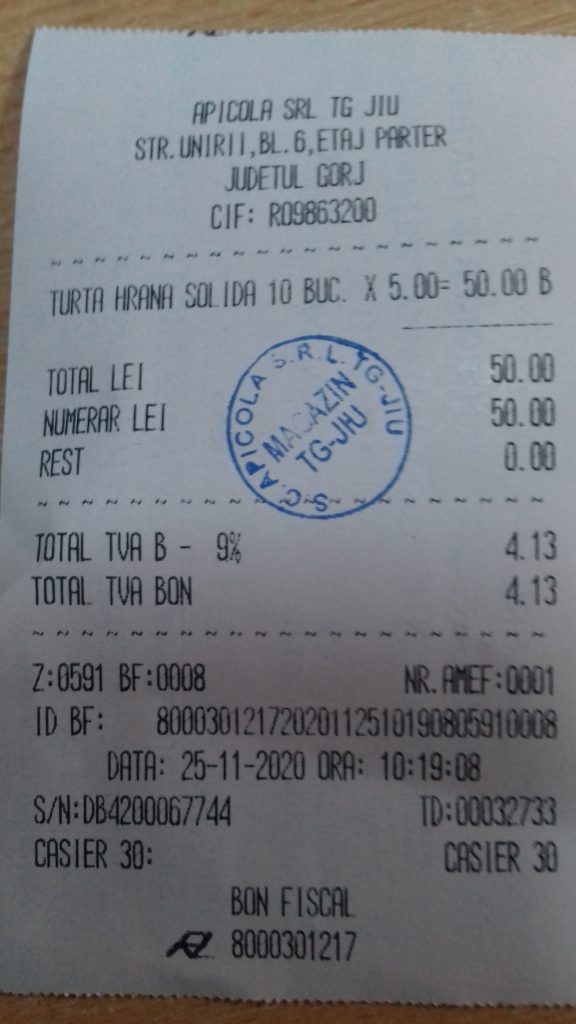 APICOLA SRL TG JIU
STR.UNIRII,BL.6,ETAJ PARTER
JUDETUL GORJ
CIF: RO9863200
TURTA HRANA SOLIDA 10 BUC. X 5.00= 50.00 B
TOTAL LEI 50.00
NUMERAR LEI 50.00
REST 0.00
S.C. APICOLA S.R.L. TG-JIU
MAGAZIN
TG-JIU
TOTAL TVA B - 9% 4.13
TOTAL TVA BON 4.13
Z:0591 BF:0008 NR.AMEF:0001
ID BF: 80003012172020112510190805910008
DATA: 25-11-2020 ORA: 10:19:08
S/N:DB4200067744 TD:00032733
CASIER 30: CASIER 30
BON FISCAL
8000301217